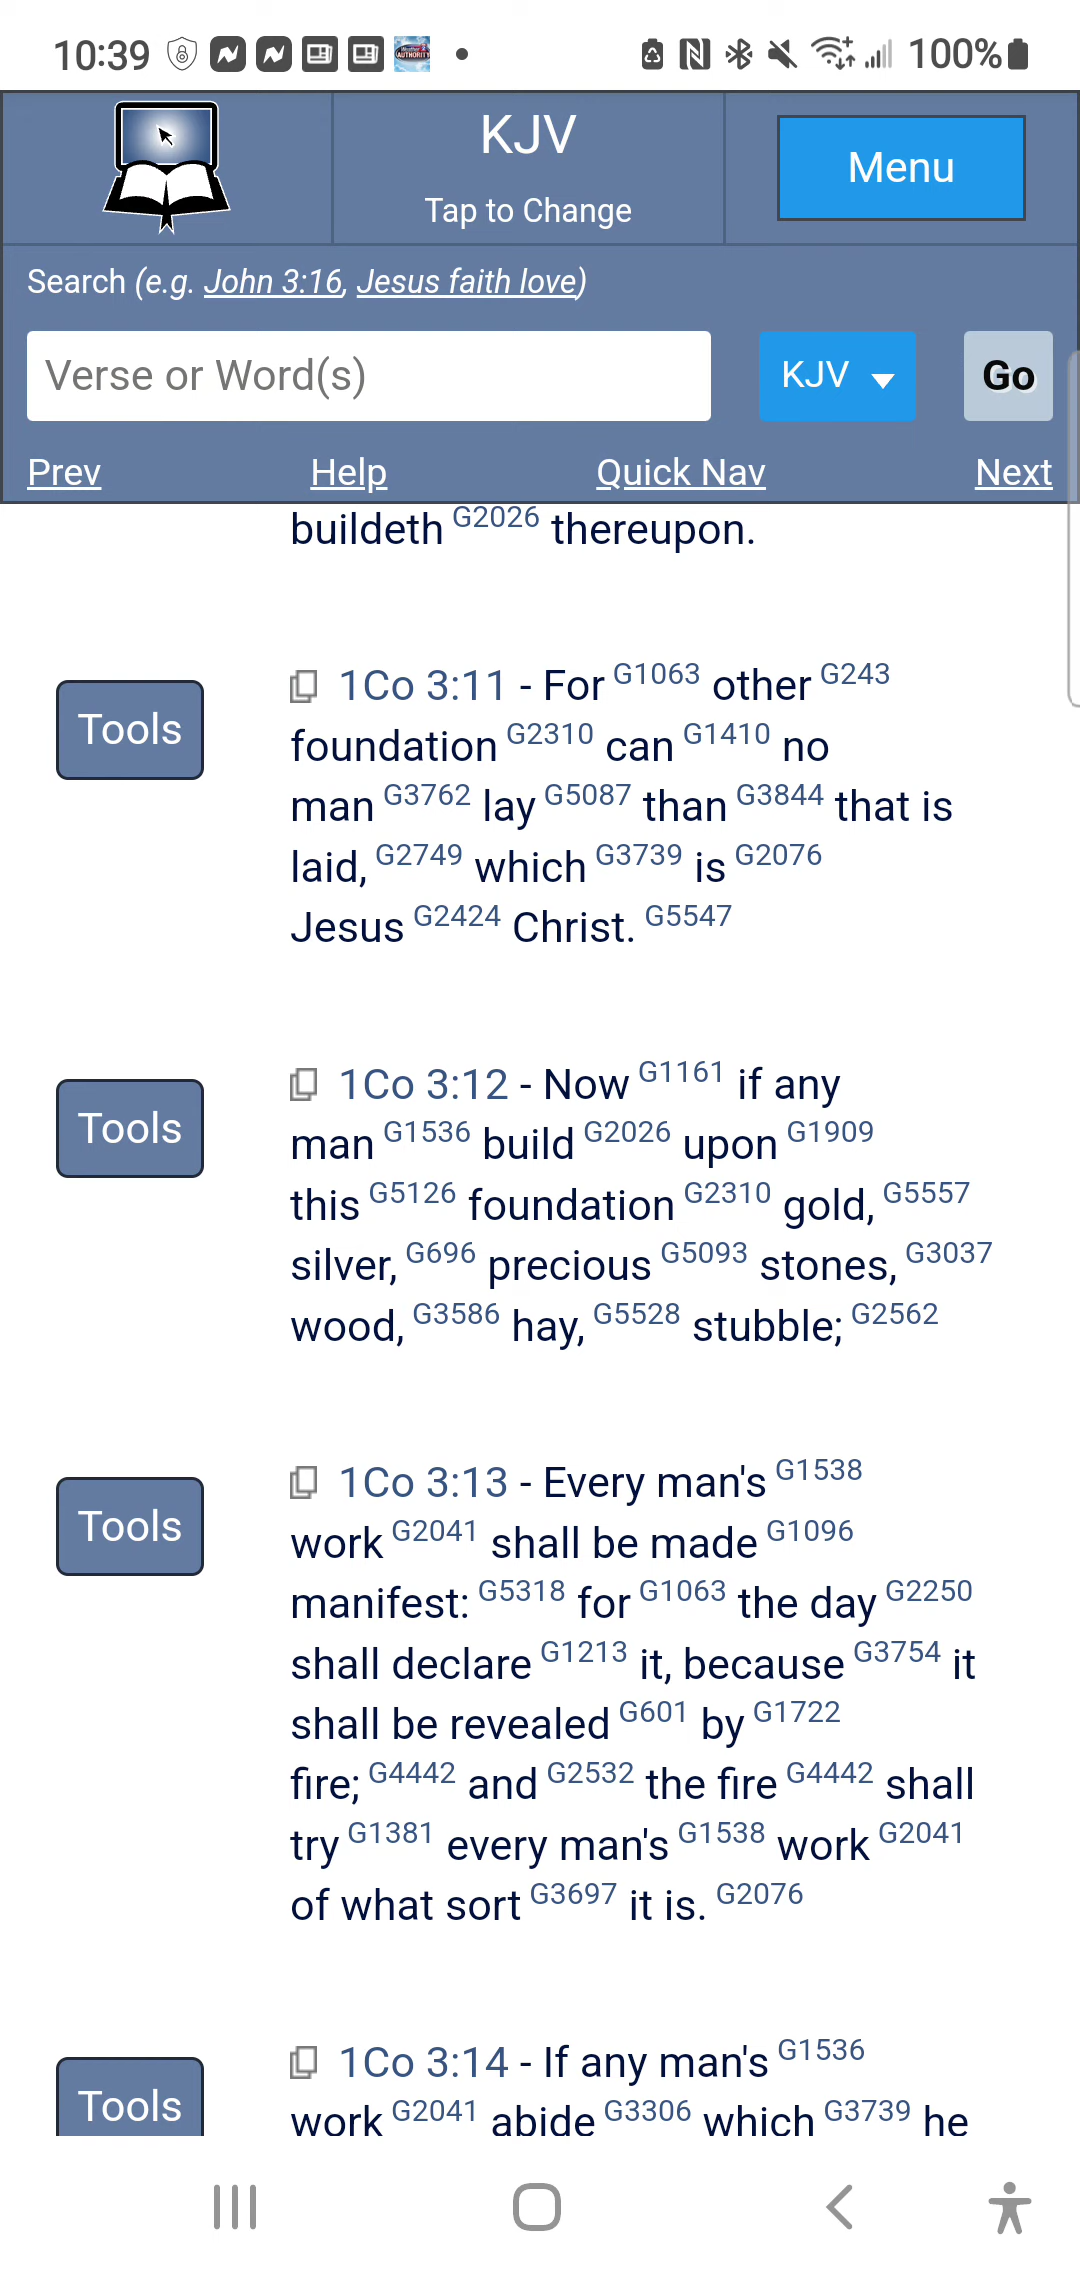 10:39 100%
KJV
Tap to Change
Menu
Search (e.g. John 3:16, Jesus faith love)
Verse or Word(s) KJV Go
Prev Help Quick Nav Next
buildeth G2026 thereupon.
Tools
1Co 3:11 - For G1063 other G243
foundation G2310 can G1410 no
man G3762 lay G5087 than G3844 that is
laid, G2749 which G3739 is G2076
Jesus G2424 Christ. G5547
Tools
1Co 3:12 - Now G1161 if any
man G1536 build G2026 upon G1909
this G5126 foundation G2310 gold, G5557
silver, G696 precious G5093 stones, G3037
wood, G3586 hay, G5528 stubble; G2562
Tools
1Co 3:13 - Every man's G1538
work G2041 shall be made G1096
manifest: G5318 for G1063 the day G2250
shall declare G1213 it, because G3754 it
shall be revealed G601 by G1722
fire; G4442 and G2532 the fire G4442 shall
try G1381 every man's G1538 work G2041
of what sort G3697 it is. G2076
Tools
1Co 3:14 - If any man's G1536
work G2041 abide G3306 which G3739 he